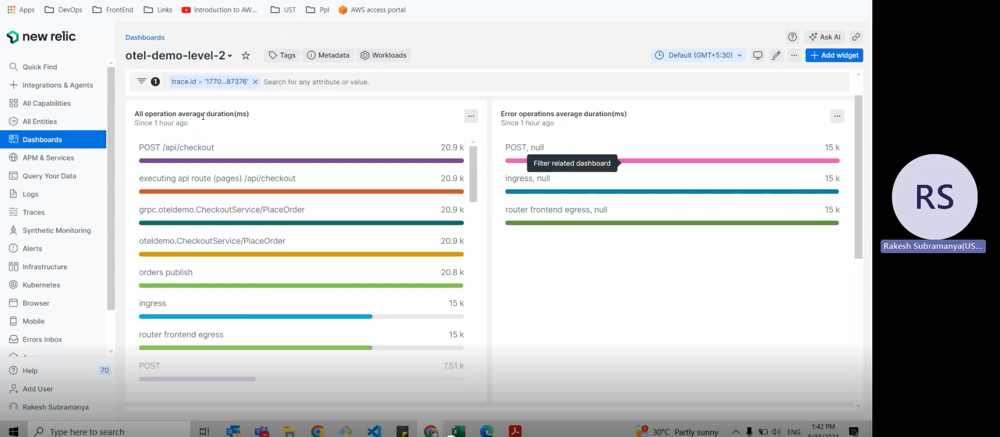 Apps
DevOps
FrontEnd
Links
Introduction to AW...
UST
Ppl
AWS access portal
new relic
Dashboards
Ask AI
otel-demo-level-2
Tags
Metadata
Workloads
Default (GMT+5:30)
Add widget
1
trace.id = '1770...87376'
Search for any attribute or value.
Quick Find
Integrations & Agents
All Capabilities
All Entities
Dashboards
APM & Services
Query Your Data
Logs
Traces
Synthetic Monitoring
Alerts
Infrastructure
Kubernetes
Browser
Mobile
Errors Inbox
Help 70
Add User
Rakesh Subramanya
All operation average duration(ms)
Since 1 hour ago
POST /api/checkout 20.9 k
executing api route (pages) /api/checkout 20.9 k
grpc.oteldemo.CheckoutService/PlaceOrder 20.9 k
oteldemo.CheckoutService/PlaceOrder 20.9 k
orders publish 20.8 k
ingress 15 k
router frontend egress 15 k
POST 7.51 k
Error operations average duration(ms)
Since 1 hour ago
POST, null 15 k
Filter related dashboard
ingress, null 15 k
router frontend egress, null 15 k
RS
Rakesh Subramanya(US...
Type here to search
1
30°C Partly sunny
ENG
1:42 PM